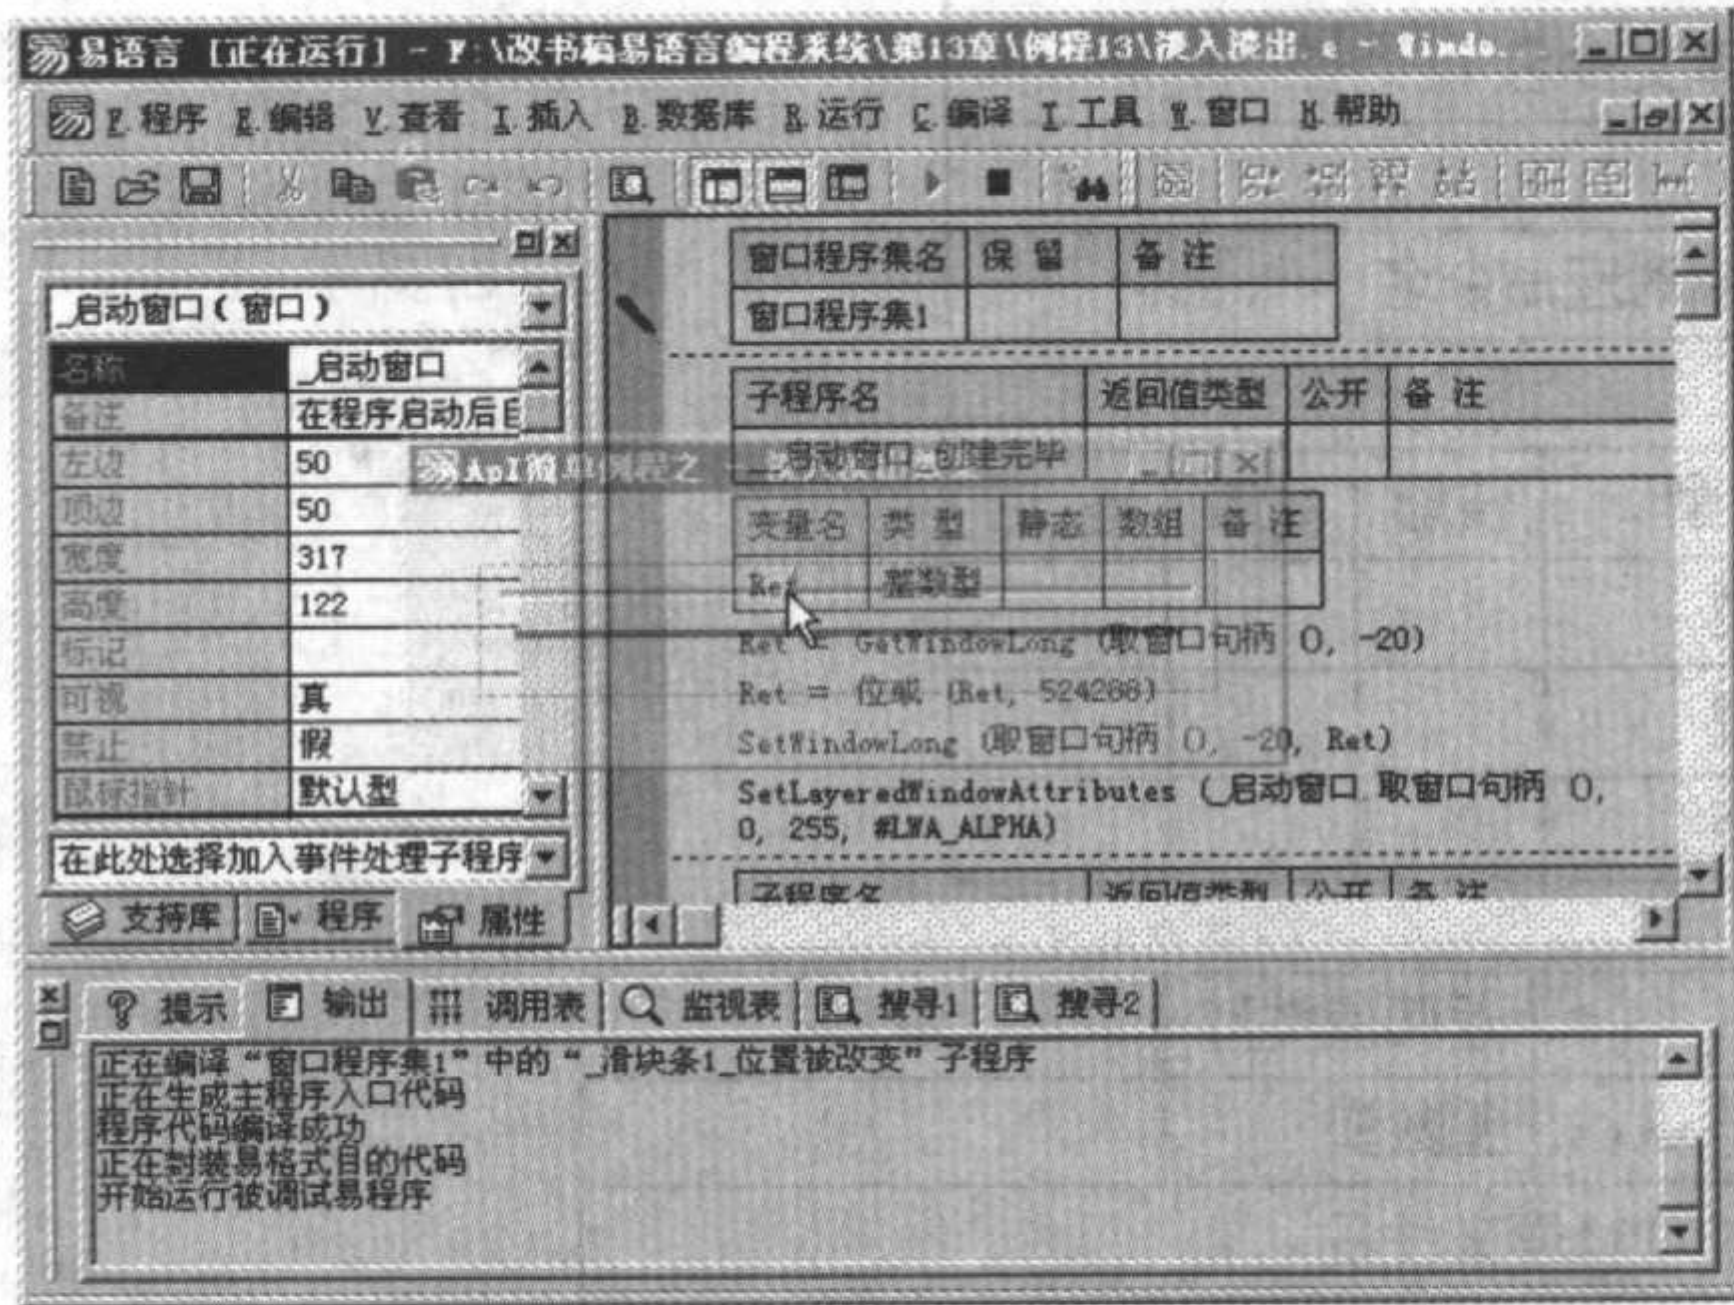 易语言 [正在运行] - F:\改书稿易语言编程系统\第13章\例程13\淡入淡出.e - Windo...
F.程序 E.编辑 V.查看 I.插入 B.数据库 R.运行 C.编译 T.工具 W.窗口 H.帮助
_启动窗口(窗口)
名称 _启动窗口
备注 在程序启动后自
左边 50
顶边 50
宽度 317
高度 122
标记
可视 真
禁止 假
鼠标指针 默认型
在此处选择加入事件处理子程序
支持库 程序 属性
窗口程序集名 保 留 备 注
窗口程序集1
子程序名 返回值类型 公开 备 注
__启动窗口_创建完毕
ApI简单例程之
变量名 类 型 静态 数组 备 注
Ret 整数型
Ret = GetWindowLong (取窗口句柄 (), -20)
Ret = 位或 (Ret, 524288)
SetWindowLong (取窗口句柄 (), -20, Ret)
SetLayeredWindowAttributes (_启动窗口.取窗口句柄 (),
0, 255, #LWA_ALPHA)
子程序名 返回值类型 公开 备 注
提示 输出 调用表 监视表 搜寻1 搜寻2
正在编译“窗口程序集1”中的“_滑块条1_位置被改变”子程序
正在生成主程序入口代码
程序代码编译成功
正在封装易格式目的代码
开始运行被调试易程序